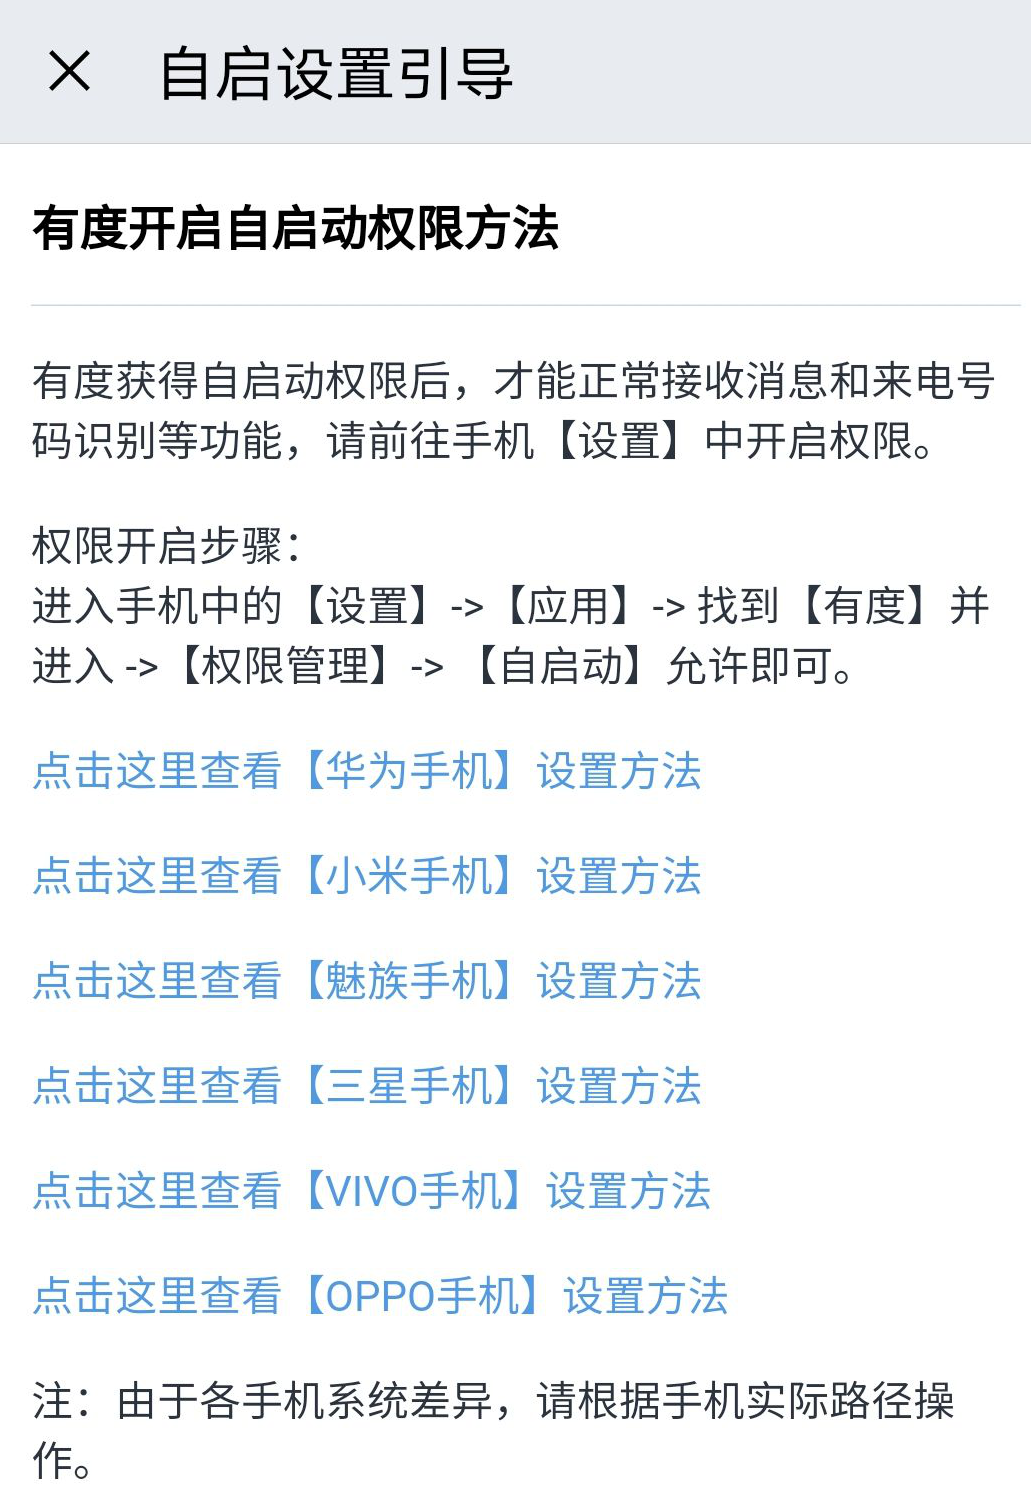 自启设置引导
有度开启自启动权限方法
有度获得自启动权限后，才能正常接收消息和来电号
码识别等功能，请前往手机【设置】中开启权限。
权限开启步骤：
进入手机中的【设置】->【应用】-> 找到【有度】并
进入 ->【权限管理】-> 【自启动】允许即可。
点击这里查看【华为手机】设置方法
点击这里查看【小米手机】设置方法
点击这里查看【魅族手机】设置方法
点击这里查看【三星手机】设置方法
点击这里查看【VIVO手机】设置方法
点击这里查看【OPPO手机】设置方法
注：由于各手机系统差异，请根据手机实际路径操
作。